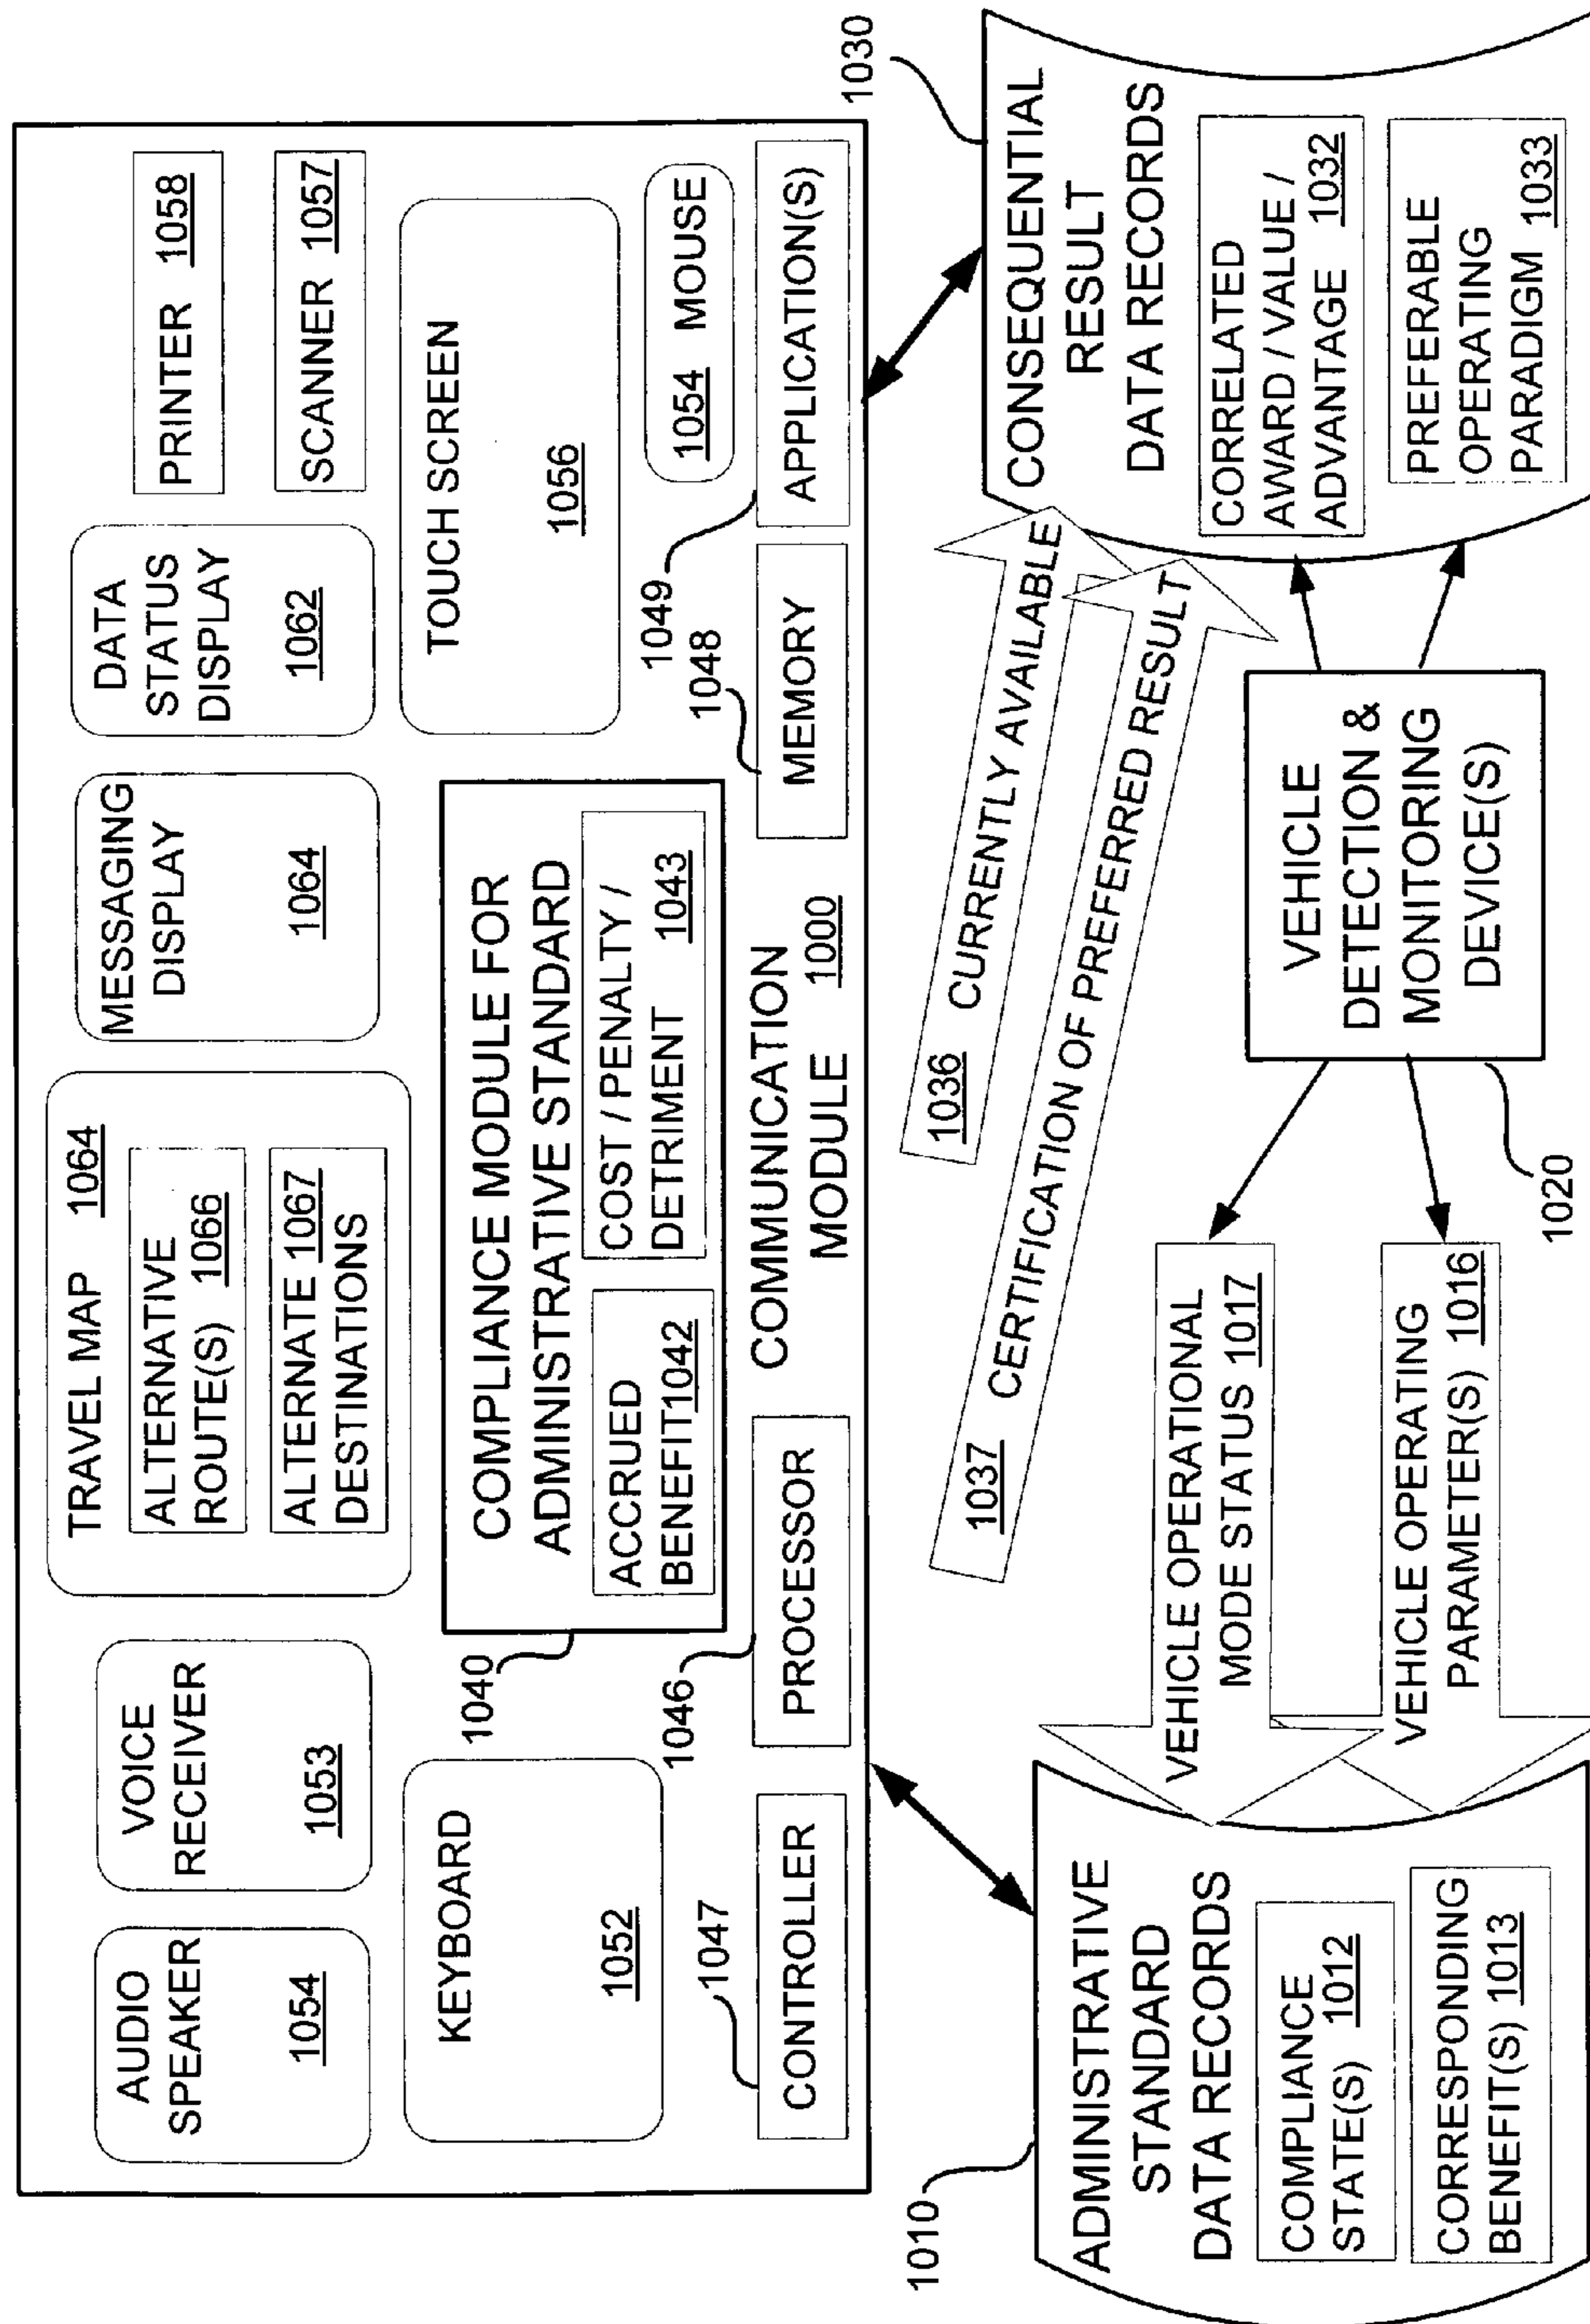 AUDIO
SPEAKER
1054
VOICE
RECEIVER
1053
TRAVEL MAP 1064
ALTERNATIVE
ROUTE(S) 1066
ALTERNATE 1067
DESTINATIONS
MESSAGING
DISPLAY
1064
DATA
STATUS
DISPLAY
1062
PRINTER 1058
SCANNER 1057
KEYBOARD
1052
1040
COMPLIANCE MODULE FOR
ADMINISTRATIVE STANDARD
ACCRUED
BENEFIT 1042
COST / PENALTY /
DETRIMENT 1043
TOUCH SCREEN
1056
1054 MOUSE
1047
CONTROLLER
1046
PROCESSOR
COMMUNICATION
MODULE 1000
1048
MEMORY
1049
APPLICATION(S)
1010
ADMINISTRATIVE
STANDARD
DATA RECORDS
COMPLIANCE
STATE(S) 1012
CORRESPONDING
BENEFIT(S) 1013
1036 CURRENTLY AVAILABLE
1037 CERTIFICATION OF PREFERRED RESULT
VEHICLE OPERATIONAL
MODE STATUS 1017
VEHICLE OPERATING
PARAMETER(S) 1016
VEHICLE
DETECTION &
MONITORING
DEVICE(S)
1020
1030
CONSEQUENTIAL
RESULT
DATA RECORDS
CORRELATED
AWARD / VALUE /
ADVANTAGE 1032
PREFERABLE
OPERATING
PARADIGM 1033